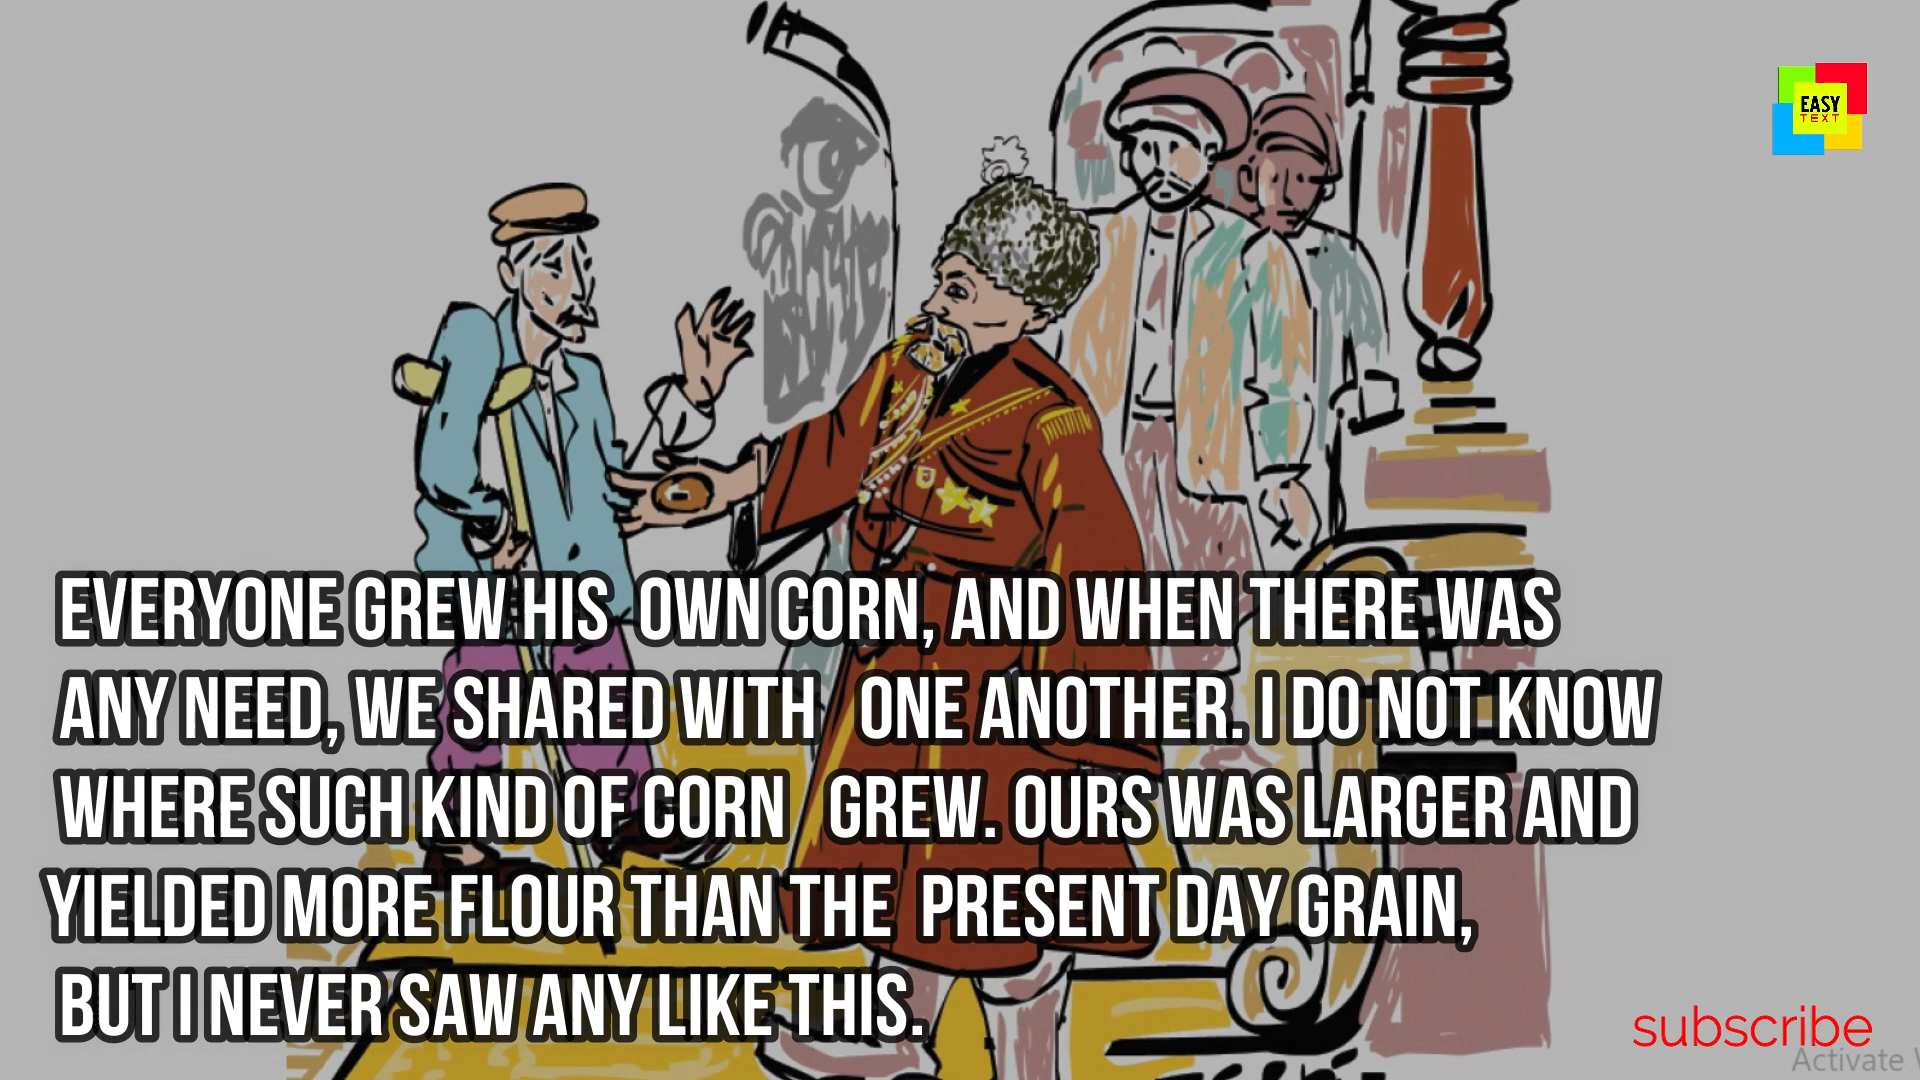 EASY
TEXT
EVERYONE GREW HIS OWN CORN, AND WHEN THERE WAS
ANY NEED, WE SHARED WITH ONE ANOTHER. I DO NOT KNOW
WHERE SUCH KIND OF CORN GREW. OURS WAS LARGER AND
YIELDED MORE FLOUR THAN THE PRESENT DAY GRAIN,
BUT I NEVER SAW ANY LIKE THIS.
subscribe
Activate